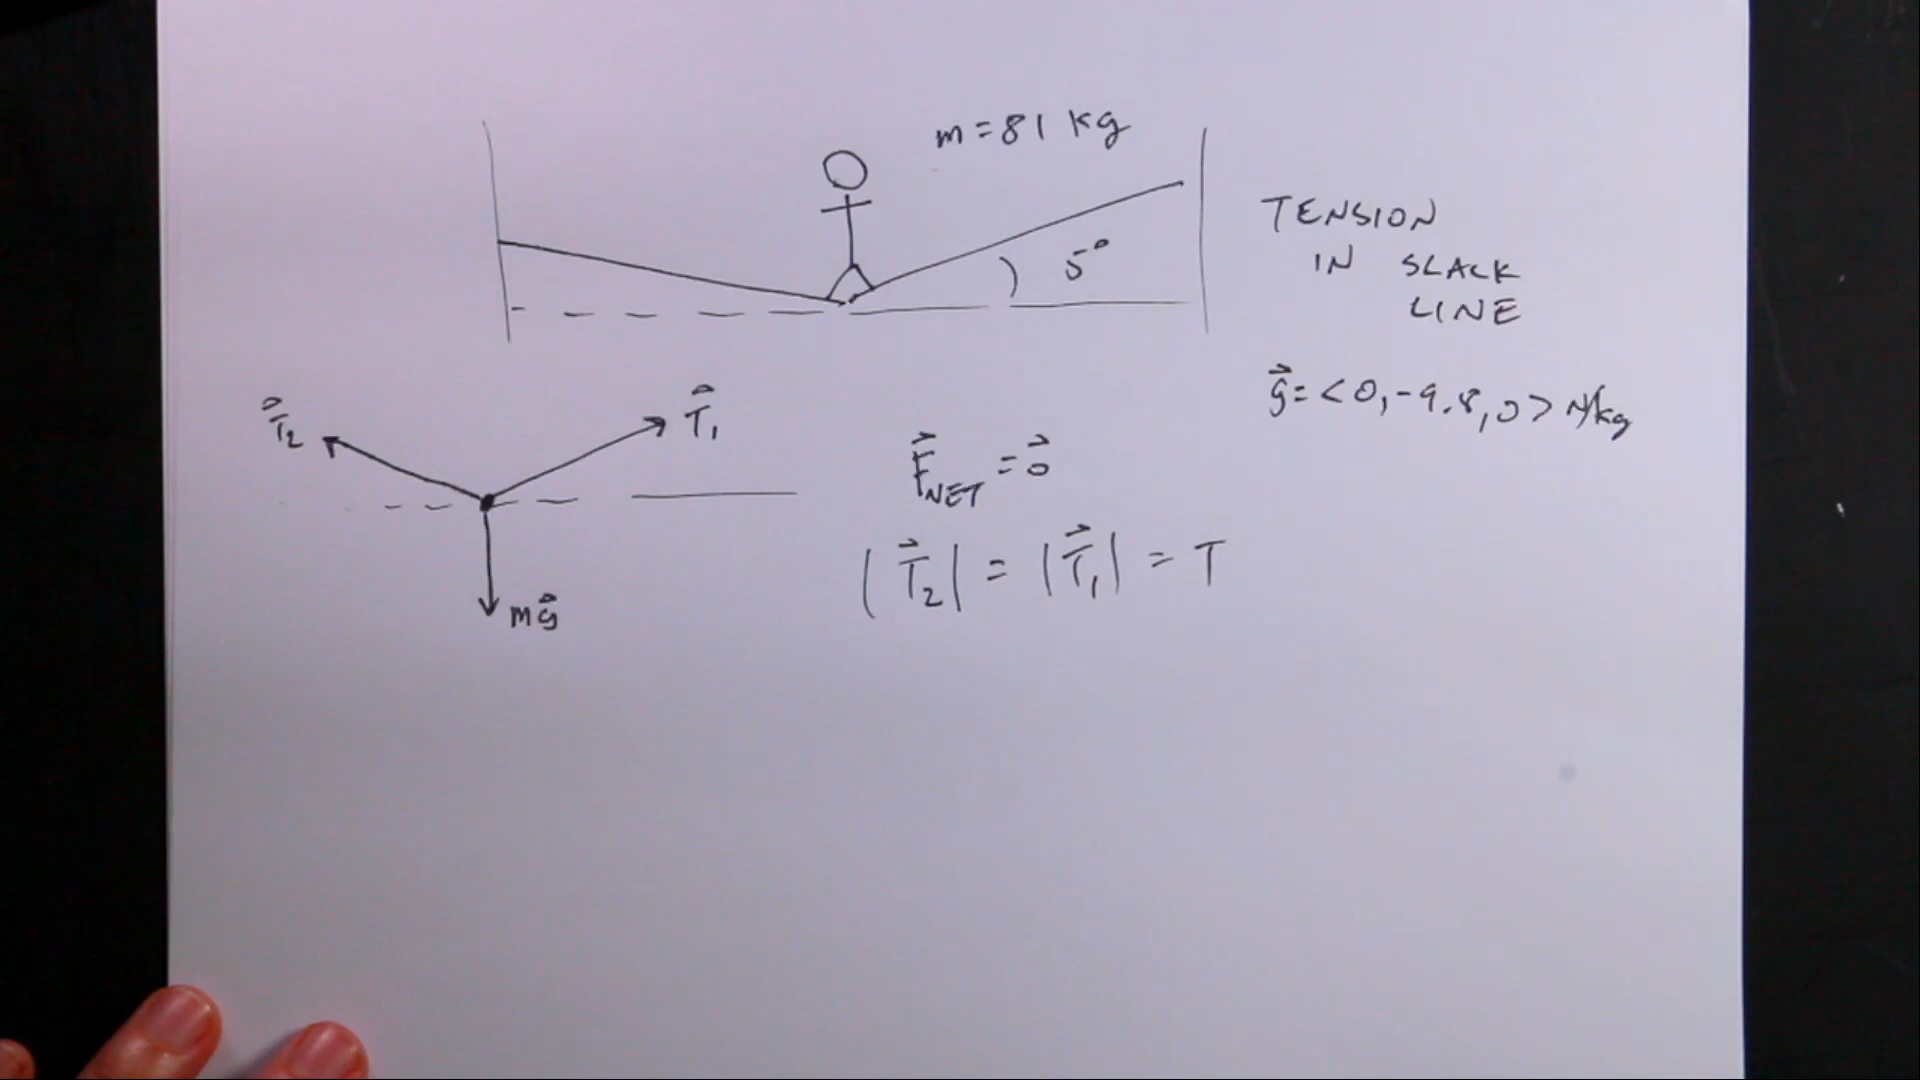 m = 81 kg
5°
TENSION
IN SLACK
LINE
g⃗ = <0, -9.8, 0> N/kg
T⃗₂
T⃗₁
mg⃗
F⃗NET = 0⃗
|T⃗₂| = |T⃗₁| = T